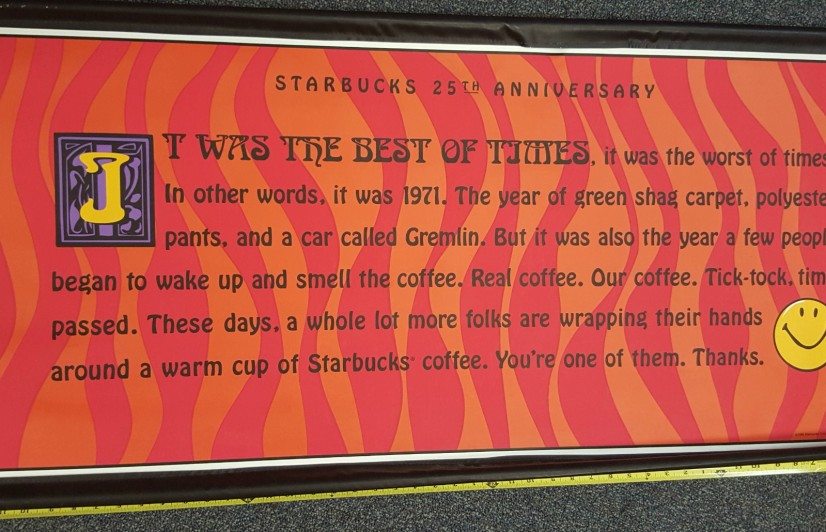 STARBUCKS 25TH ANNIVERSARY
IT WAS THE BEST OF TIMES, it was the worst of times
In other words, it was 1971. The year of green shag carpet, polyeste
pants, and a car called Gremlin. But it was also the year a few peopl
began to wake up and smell the coffee. Real coffee. Our coffee. Tick-tock, tim
passed. These days, a whole lot more folks are wrapping their hands
around a warm cup of Starbucks® coffee. You're one of them. Thanks.